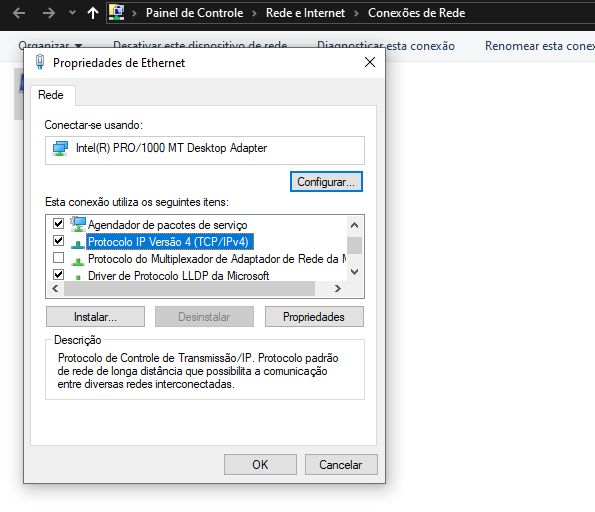 Painel de Controle > Rede e Internet > Conexões de Rede
Organizar Desativar este dispositivo de rede Diagnosticar esta conexão Renomear esta conex
Propriedades de Ethernet
Rede
Conectar-se usando:
Intel(R) PRO/1000 MT Desktop Adapter
Configurar...
Esta conexão utiliza os seguintes itens:
Agendador de pacotes de serviço
Protocolo IP Versão 4 (TCP/IPv4)
Protocolo do Multiplexador de Adaptador de Rede da M
Driver de Protocolo LLDP da Microsoft
Instalar... Desinstalar Propriedades
Descrição
Protocolo de Controle de Transmissão/IP. Protocolo padrão
de rede de longa distância que possibilita a comunicação
entre diversas redes interconectadas.
OK Cancelar